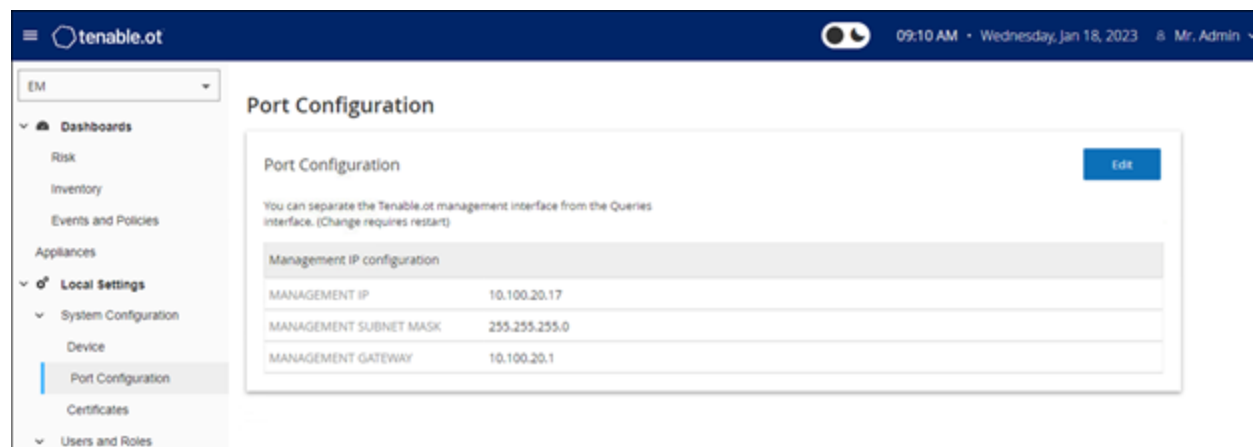 tenable.ot
09:10 AM • Wednesday, Jan 18, 2023 Mr. Admin
EM
Dashboards
Risk
Inventory
Events and Policies
Appliances
Local Settings
System Configuration
Device
Port Configuration
Certificates
Users and Roles
Port Configuration
Port Configuration
Edit
You can separate the Tenable.ot management interface from the Queries
interface. (Change requires restart)
Management IP configuration
MANAGEMENT IP 10.100.20.17
MANAGEMENT SUBNET MASK 255.255.255.0
MANAGEMENT GATEWAY 10.100.20.1